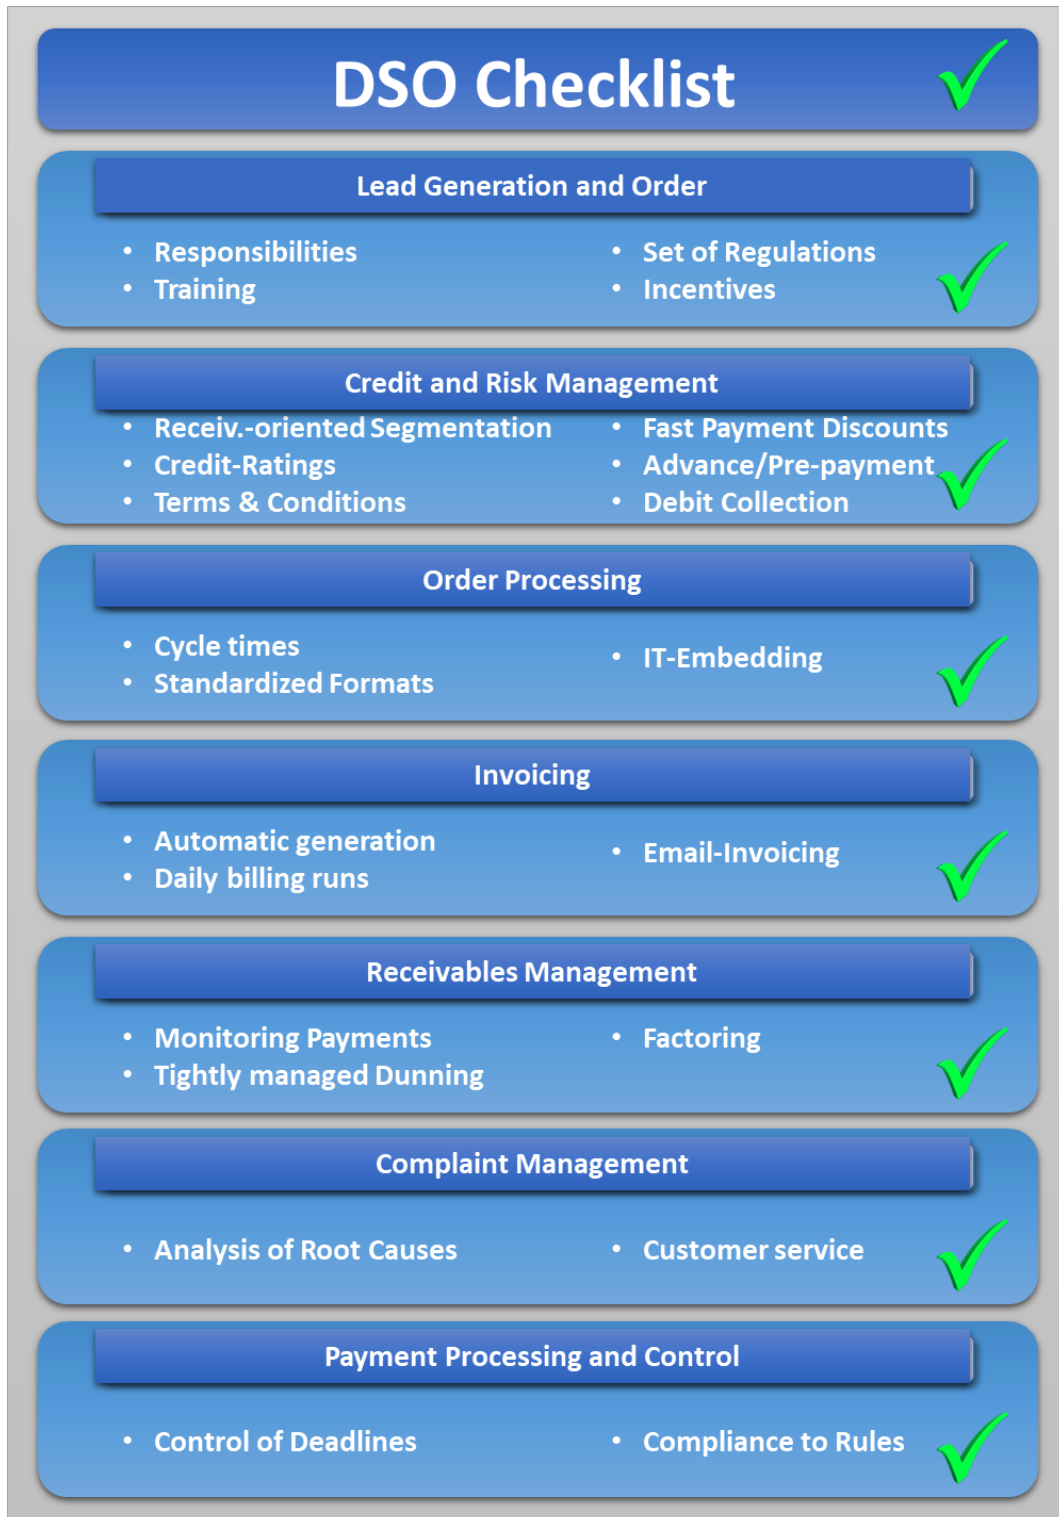 DSO Checklist
Lead Generation and Order
• Responsibilities
• Training
• Set of Regulations
• Incentives
Credit and Risk Management
• Receiv.-oriented Segmentation
• Credit-Ratings
• Terms & Conditions
• Fast Payment Discounts
• Advance/Pre-payment
• Debit Collection
Order Processing
• Cycle times
• Standardized Formats
• IT-Embedding
Invoicing
• Automatic generation
• Daily billing runs
• Email-Invoicing
Receivables Management
• Monitoring Payments
• Tightly managed Dunning
• Factoring
Complaint Management
• Analysis of Root Causes
• Customer service
Payment Processing and Control
• Control of Deadlines
• Compliance to Rules